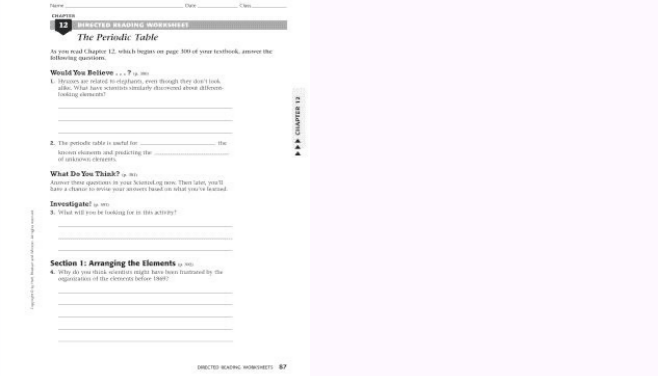 Name Date Class
CHAPTER
12 DIRECTED READING WORKSHEET
The Periodic Table
As you read Chapter 12, which begins on page 300 of your textbook, answer the
following questions.
Would You Believe . . . ?
1. Hyraxes are related to elephants, even though they don't look
alike. What have scientists similarly discovered about different-
looking elements?
2. The periodic table is useful for the
known elements and predicting the
of unknown elements.
What Do You Think?
Answer these questions in your ScienceLog now. Then later, you'll
have a chance to revise your answers based on what you've learned.
Investigate!
3. What will you be looking for in this activity?
Section 1: Arranging the Elements
4. Why do you think scientists might have been frustrated by the
organization of the elements before 1869?
CHAPTER 12
DIRECTED READING WORKSHEETS 87